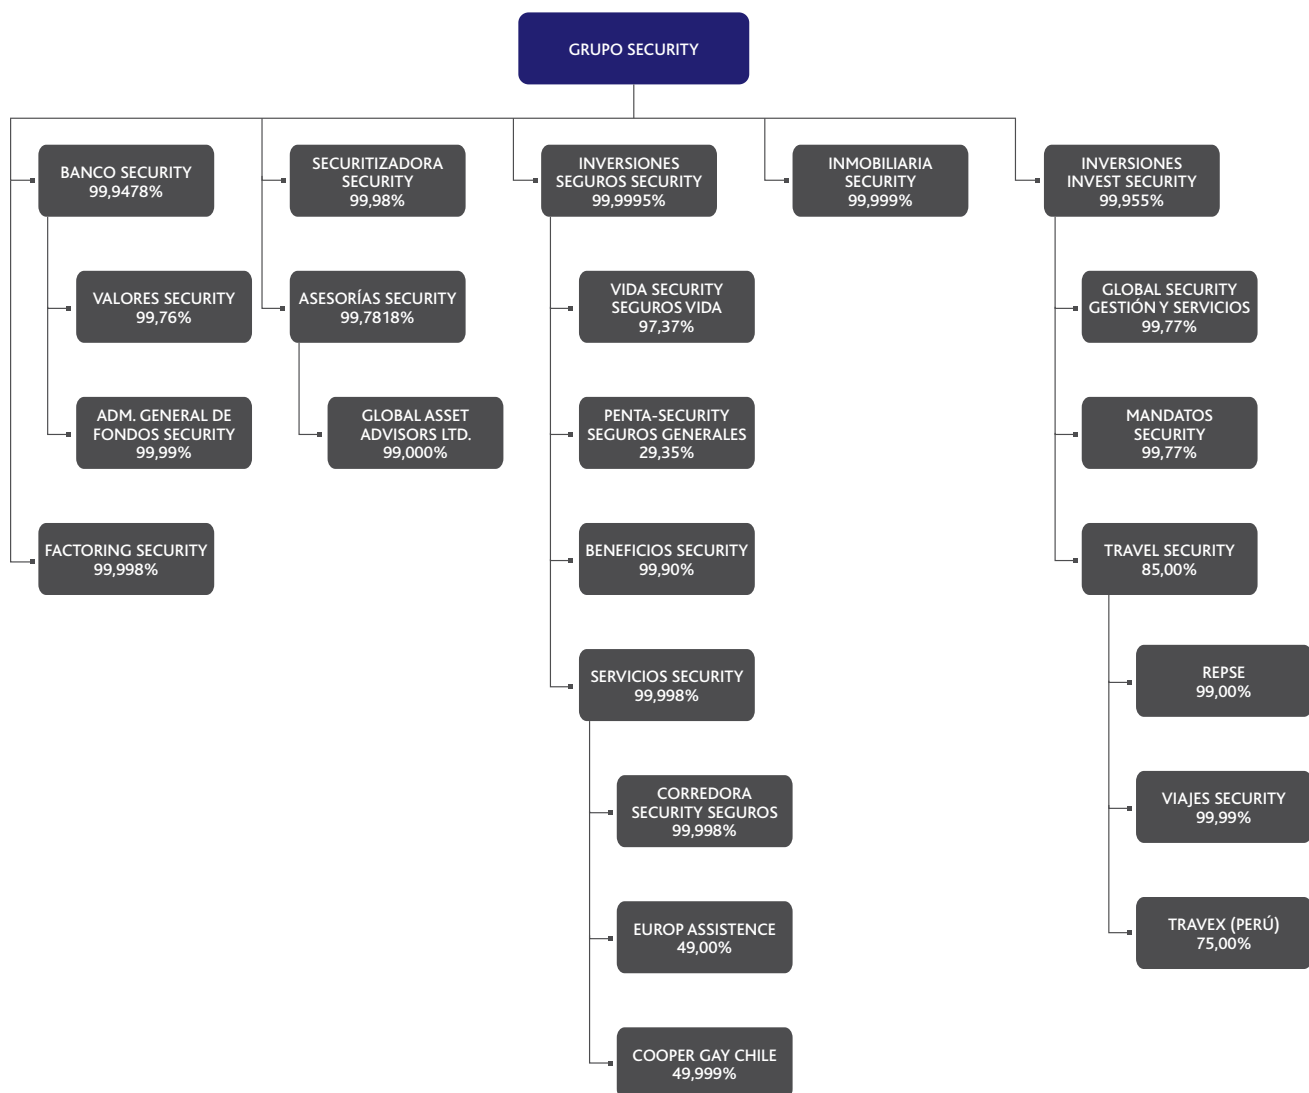 GRUPO SECURITY
BANCO SECURITY
99,9478%
VALORES SECURITY
99,76%
ADM. GENERAL DE
FONDOS SECURITY
99,99%
FACTORING SECURITY
99,998%
SECURITIZADORA
SECURITY
99,98%
ASESORÍAS SECURITY
99,7818%
GLOBAL ASSET
ADVISORS LTD.
99,000%
INVERSIONES
SEGUROS SECURITY
99,9995%
VIDA SECURITY
SEGUROS VIDA
97,37%
PENTA-SECURITY
SEGUROS GENERALES
29,35%
BENEFICIOS SECURITY
99,90%
SERVICIOS SECURITY
99,998%
CORREDORA
SECURITY SEGUROS
99,998%
EUROP ASSISTENCE
49,00%
COOPER GAY CHILE
49,999%
INMOBILIARIA
SECURITY
99,999%
INVERSIONES
INVEST SECURITY
99,955%
GLOBAL SECURITY
GESTIÓN Y SERVICIOS
99,77%
MANDATOS
SECURITY
99,77%
TRAVEL SECURITY
85,00%
REPSE
99,00%
VIAJES SECURITY
99,99%
TRAVEX (PERÚ)
75,00%